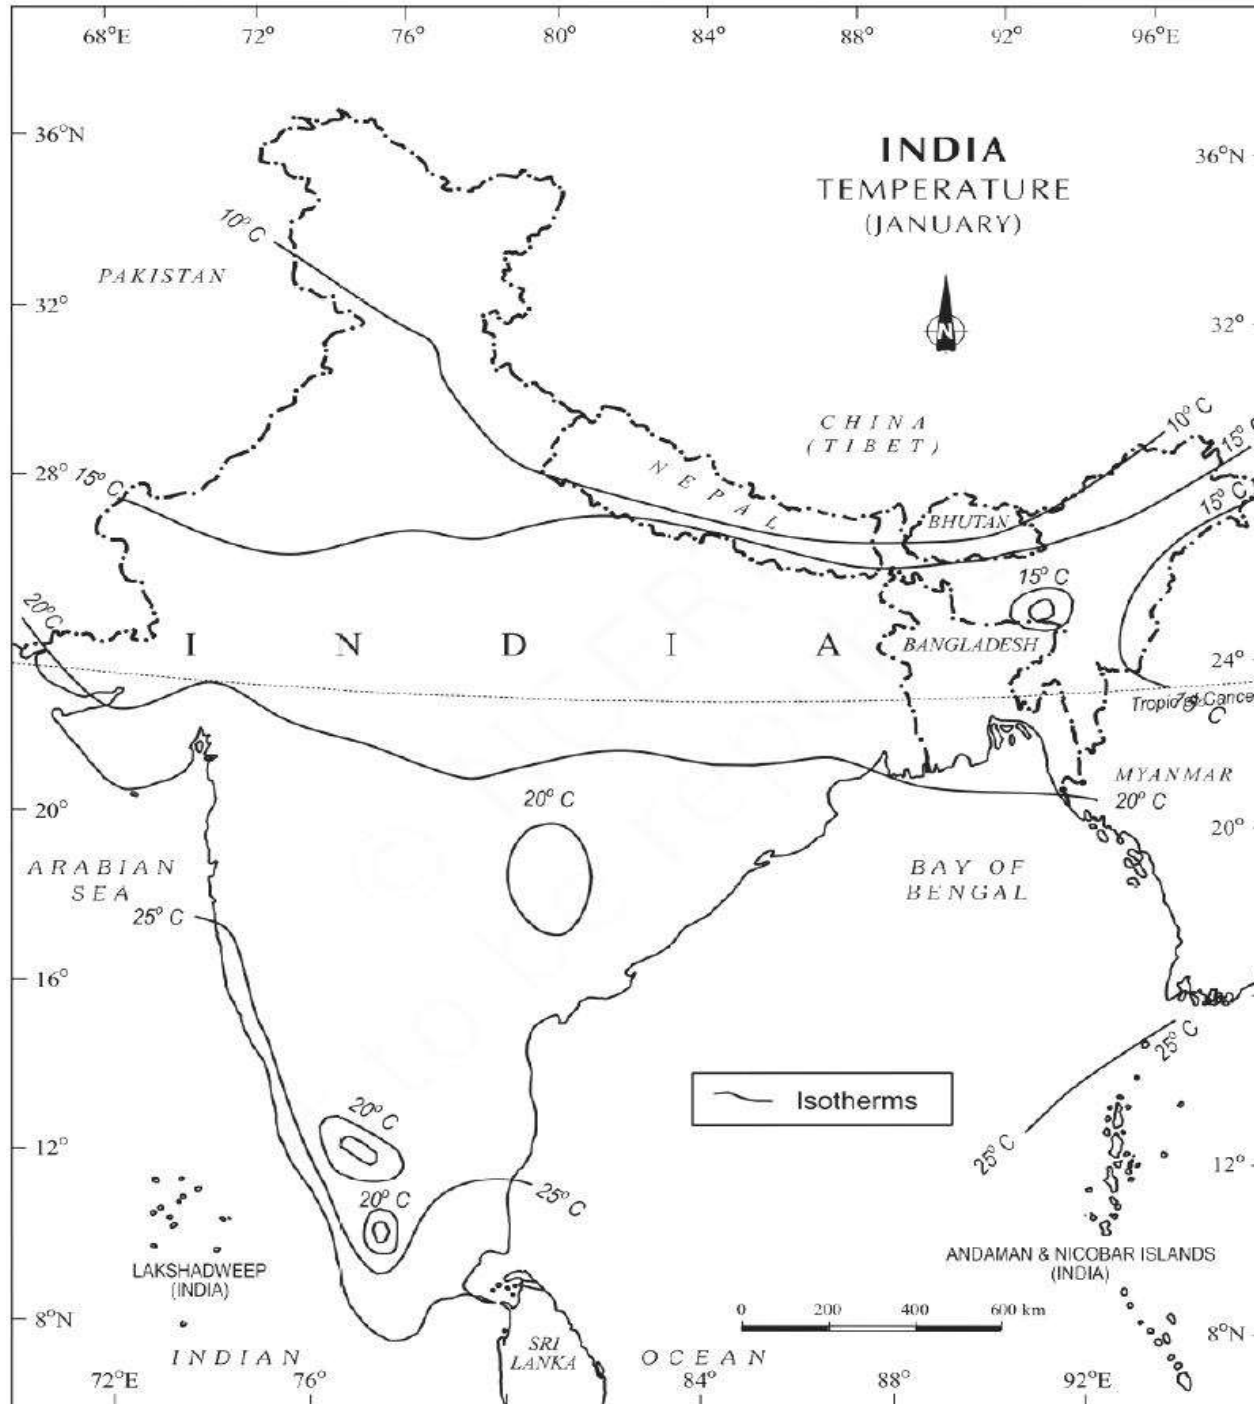 68°E 72° 76° 80° 84° 88° 92° 96°E
36°N
INDIA
TEMPERATURE
(JANUARY)
36°N
10° C
PAKISTAN
32°
N
32°
CHINA
(TIBET)
10° C
15° C
28°
15° C
NEPAL
BHUTAN
15° C
20° C
15° C
INDIA
BANGLADESH
24°
Tropic of Cance
C
MYANMAR
20° C
20°
20° C
20°
ARABIAN
SEA
BAY OF
BENGAL
25° C
16°
25° C
Isotherms
20° C
12°
25° C
12°
20° C
25° C
LAKSHADWEEP
(INDIA)
ANDAMAN & NICOBAR ISLANDS
(INDIA)
0 200 400 600 km
8°N
8°N
SRI
LANKA
INDIAN OCEAN
72°E 76° 84° 88° 92°E